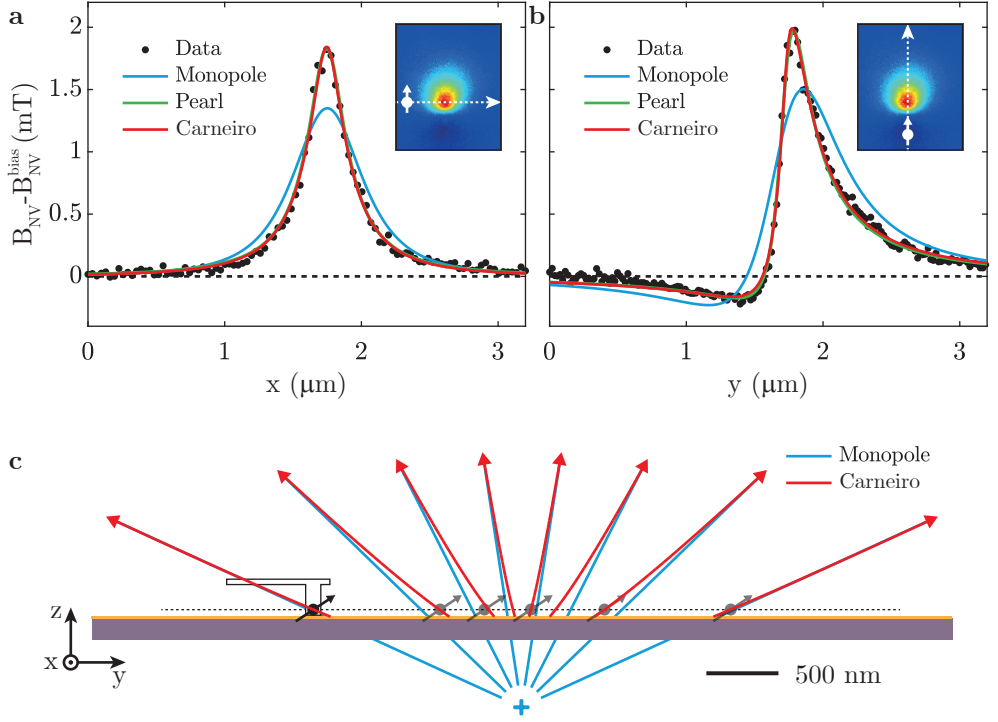 a
B_NV-B_NV^bias (mT)
2
1.5
1
0.5
0
Data
Monopole
Pearl
Carneiro
0 1 2 3
x (μm)
b
Data
Monopole
Pearl
Carneiro
0 1 2 3
y (μm)
c
Monopole
Carneiro
z
x
y
500 nm